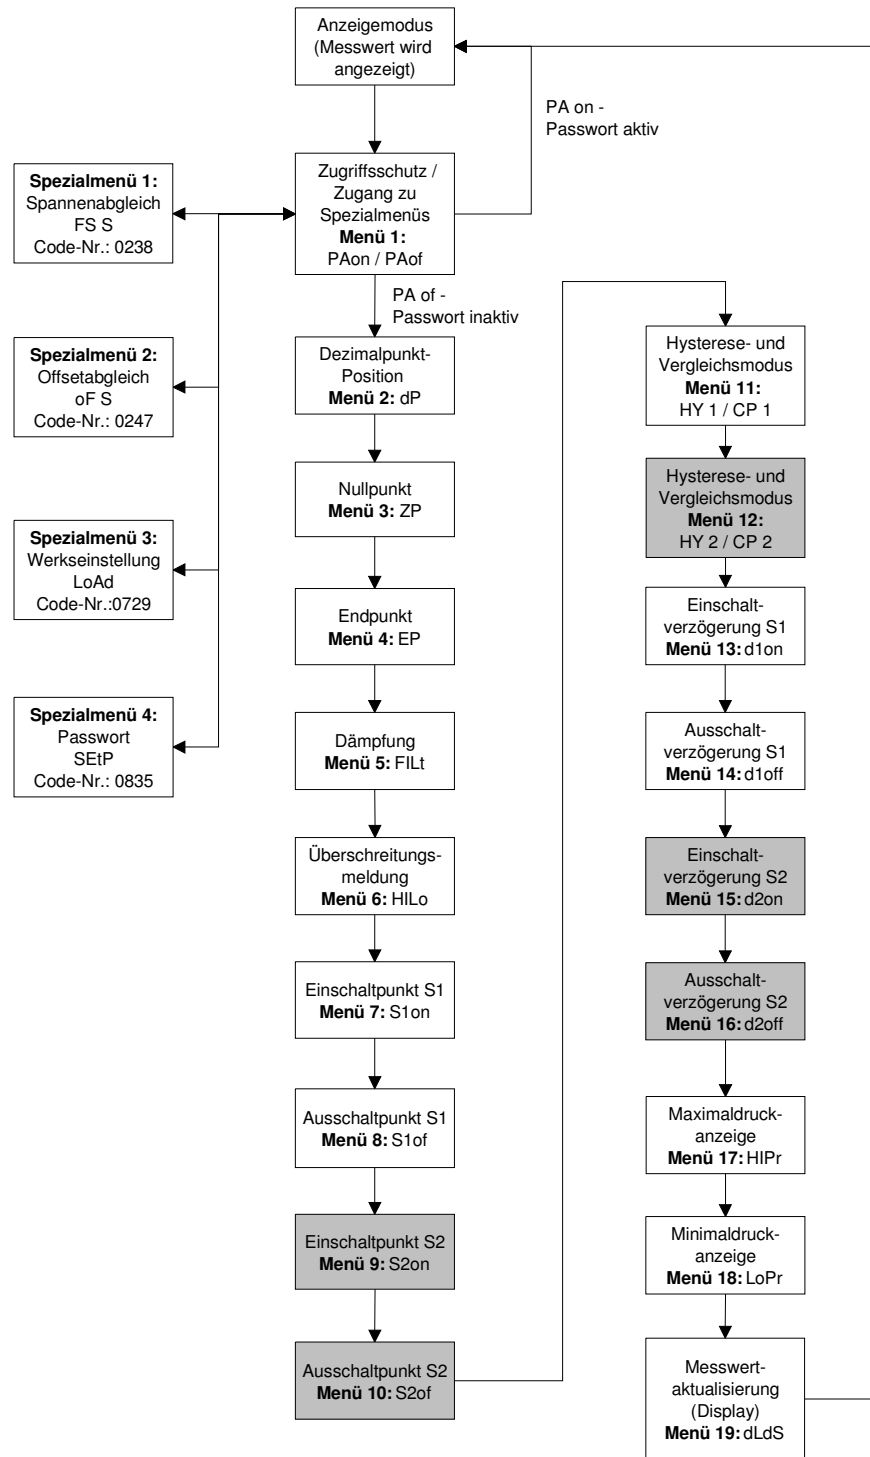 Anzeigemodus
(Messwert wird
angezeigt)
PA on -
Passwort aktiv
Zugriffsschutz /
Zugang zu
Spezialmenüs
Menü 1:
PAon / PAof
Spezialmenü 1:
Spannenabgleich
FS S
Code-Nr.: 0238
Spezialmenü 2:
Offsetabgleich
oF S
Code-Nr.: 0247
Spezialmenü 3:
Werkseinstellung
LoAd
Code-Nr.:0729
Spezialmenü 4:
Passwort
SEtP
Code-Nr.: 0835
PA of -
Passwort inaktiv
Dezimalpunkt-
Position
Menü 2: dP
Nullpunkt
Menü 3: ZP
Endpunkt
Menü 4: EP
Dämpfung
Menü 5: FILt
Überschreitungs-
meldung
Menü 6: HILo
Einschaltpunkt S1
Menü 7: S1on
Ausschaltpunkt S1
Menü 8: S1of
Einschaltpunkt S2
Menü 9: S2on
Ausschaltpunkt S2
Menü 10: S2of
Hysterese- und
Vergleichsmodus
Menü 11:
HY 1 / CP 1
Hysterese- und
Vergleichsmodus
Menü 12:
HY 2 / CP 2
Einschalt-
verzögerung S1
Menü 13: d1on
Ausschalt-
verzögerung S1
Menü 14: d1off
Einschalt-
verzögerung S2
Menü 15: d2on
Ausschalt-
verzögerung S2
Menü 16: d2off
Maximaldruck-
anzeige
Menü 17: HIPr
Minimaldruck-
anzeige
Menü 18: LoPr
Messwert-
aktualisierung
(Display)
Menü 19: dLdS